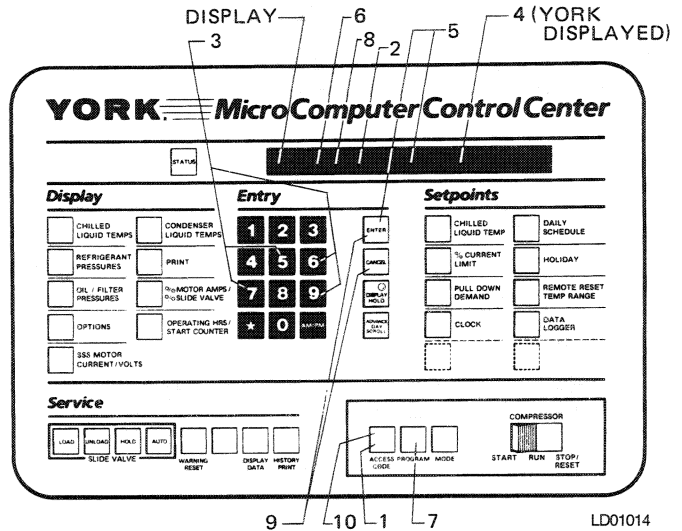 DISPLAY
6
4 (YORK
DISPLAYED)
3
8
2
5
YORK. MicroComputer Control Center
STATUS
Display
Entry
Setpoints
CHILLED
LIQUID TEMPS
CONDENSER
LIQUID TEMPS
1 2 3
ENTER
CHILLED
LIQUID TEMP
DAILY
SCHEDULE
REFRIGERANT
PRESSURES
PRINT
4 5 6
CANCEL
% CURRENT
LIMIT
HOLIDAY
OIL / FILTER
PRESSURES
% MOTOR AMPS /
% SLIDE VALVE
7 8 9
DISPLAY
HOLD
PULL DOWN
DEMAND
REMOTE RESET
TEMP RANGE
OPTIONS
OPERATING HRS /
START COUNTER
* 0 AM/PM
ADVANCE
DAY
SCROLL
CLOCK
DATA
LOGGER
SSS MOTOR
CURRENT/VOLTS
Service
LOAD UNLOAD HOLD AUTO
SLIDE VALVE
WARNING
RESET
DISPLAY
DATA
HISTORY
PRINT
ACCESS
CODE
PROGRAM
MODE
COMPRESSOR
START RUN STOP/
RESET
9
10
1
7
LD01014